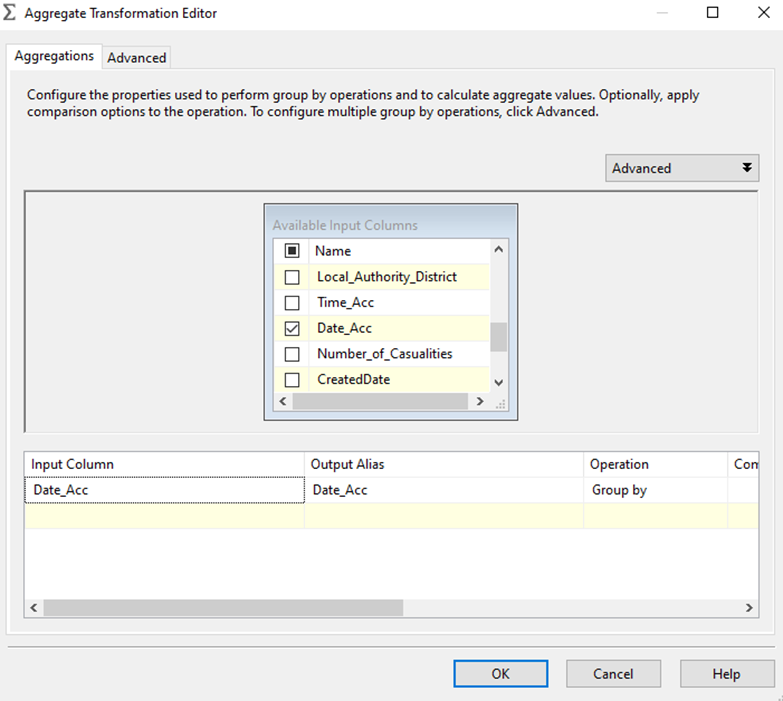 Aggregate Transformation Editor
Aggregations Advanced
Configure the properties used to perform group by operations and to calculate aggregate values. Optionally, apply
comparison options to the operation. To configure multiple group by operations, click Advanced.
Advanced
Available Input Columns
Name
Local_Authority_District
Time_Acc
Date_Acc
Number_of_Casualities
CreatedDate
Input Column Output Alias Operation Com
Date_Acc Date_Acc Group by
OK Cancel Help